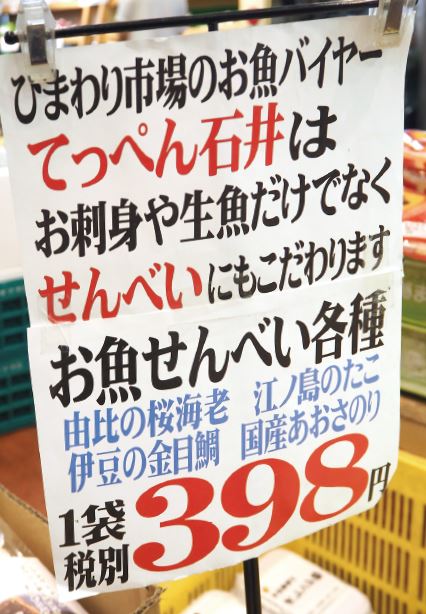 ひまわり市場のお魚バイヤー
てっぺん石井は
お刺身や生魚だけでなく
せんべいにもこだわります
お魚せんべい各種
由比の桜海老 江ノ島のたこ
伊豆の金目鯛 国産あおさのり
1袋
税別
398円